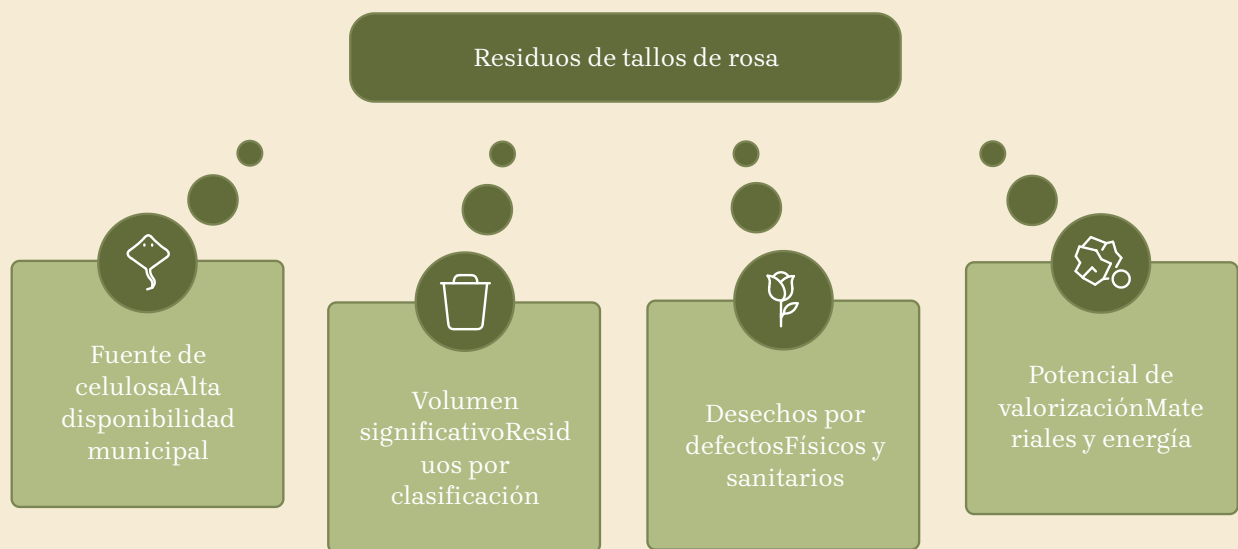 Residuos de tallos de rosa
Fuente de
celulosaAlta
disponibilidad
municipal
Volumen
significativoResid
uos por
clasificación
Desechos por
defectosFísicos y
sanitarios
Potencial de
valorizaciónMate
riales y energía